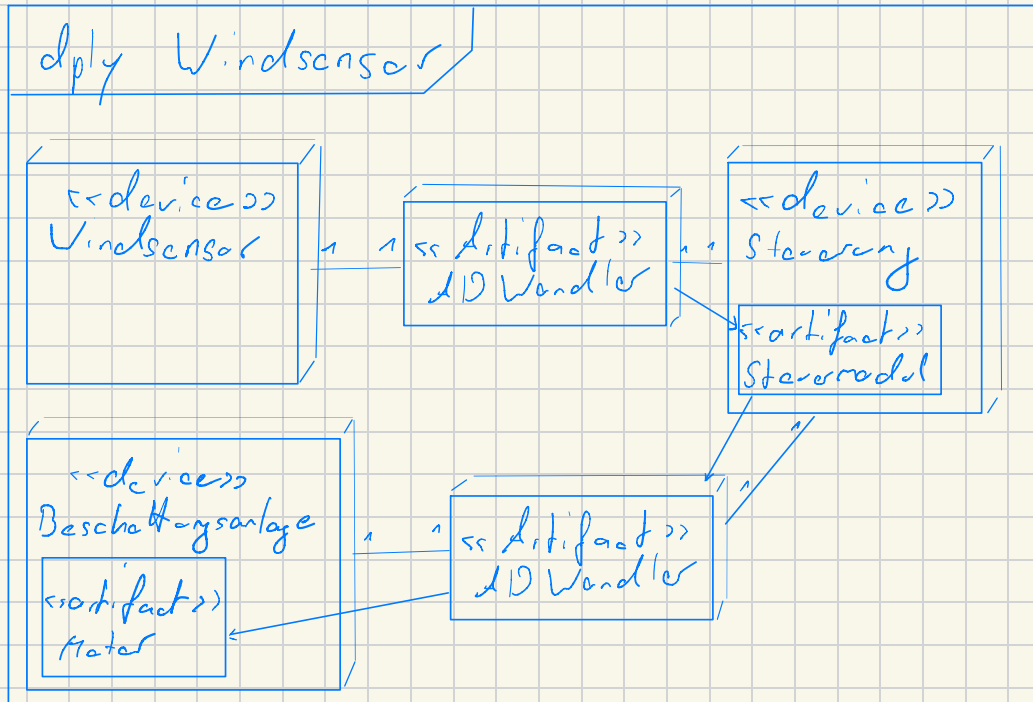 dply Windsensor
<<device>>
Windsensor
1 1
<<Artifact>>
AD Wandler
1 1
<<device>>
Steuerung
<<artifact>>
Steuermodul
<<device>>
Beschattungsanlage
<<artifact>>
Motor
1 1
<<Artifact>>
AD Wandler
1 1